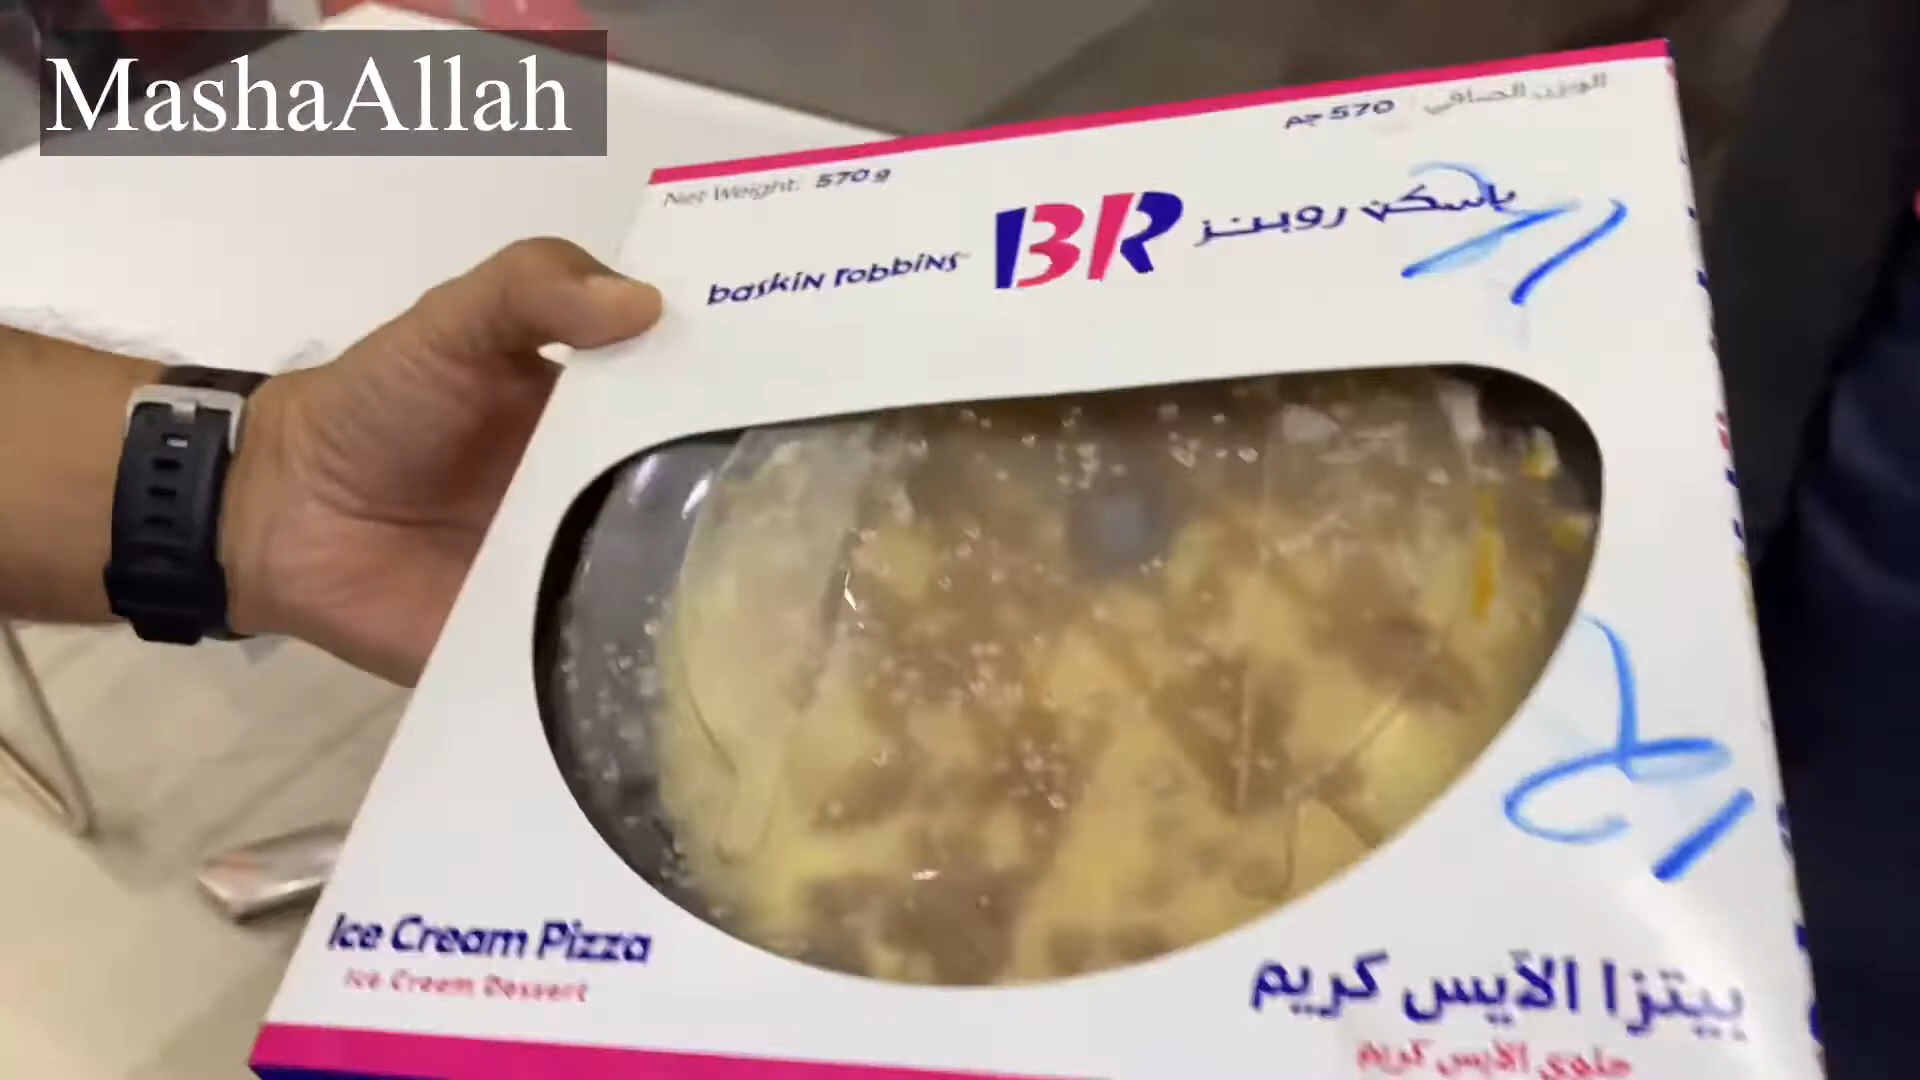 MashaAllah
Net Weight: 570 g
الوزن الصافي 570 جم
baskin robbins BR باسكن روبنز
Ice Cream Pizza
Ice Cream Dessert
بيتزا الآيس كريم
حلوى الآيس كريم